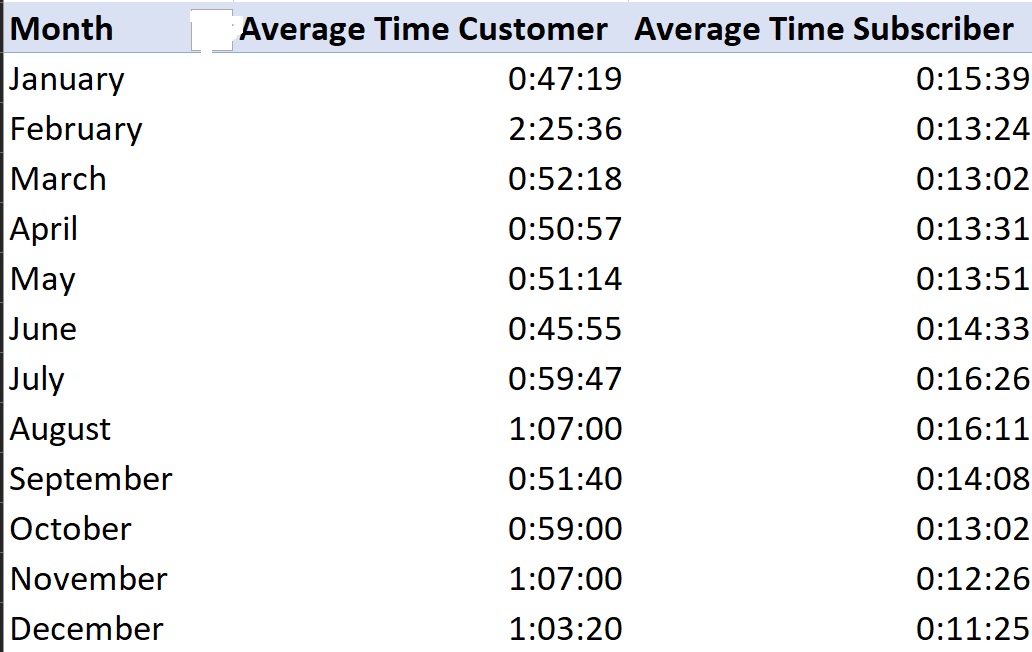 Month Average Time Customer Average Time Subscriber
January 0:47:19 0:15:39
February 2:25:36 0:13:24
March 0:52:18 0:13:02
April 0:50:57 0:13:31
May 0:51:14 0:13:51
June 0:45:55 0:14:33
July 0:59:47 0:16:26
August 1:07:00 0:16:11
September 0:51:40 0:14:08
October 0:59:00 0:13:02
November 1:07:00 0:12:26
December 1:03:20 0:11:25